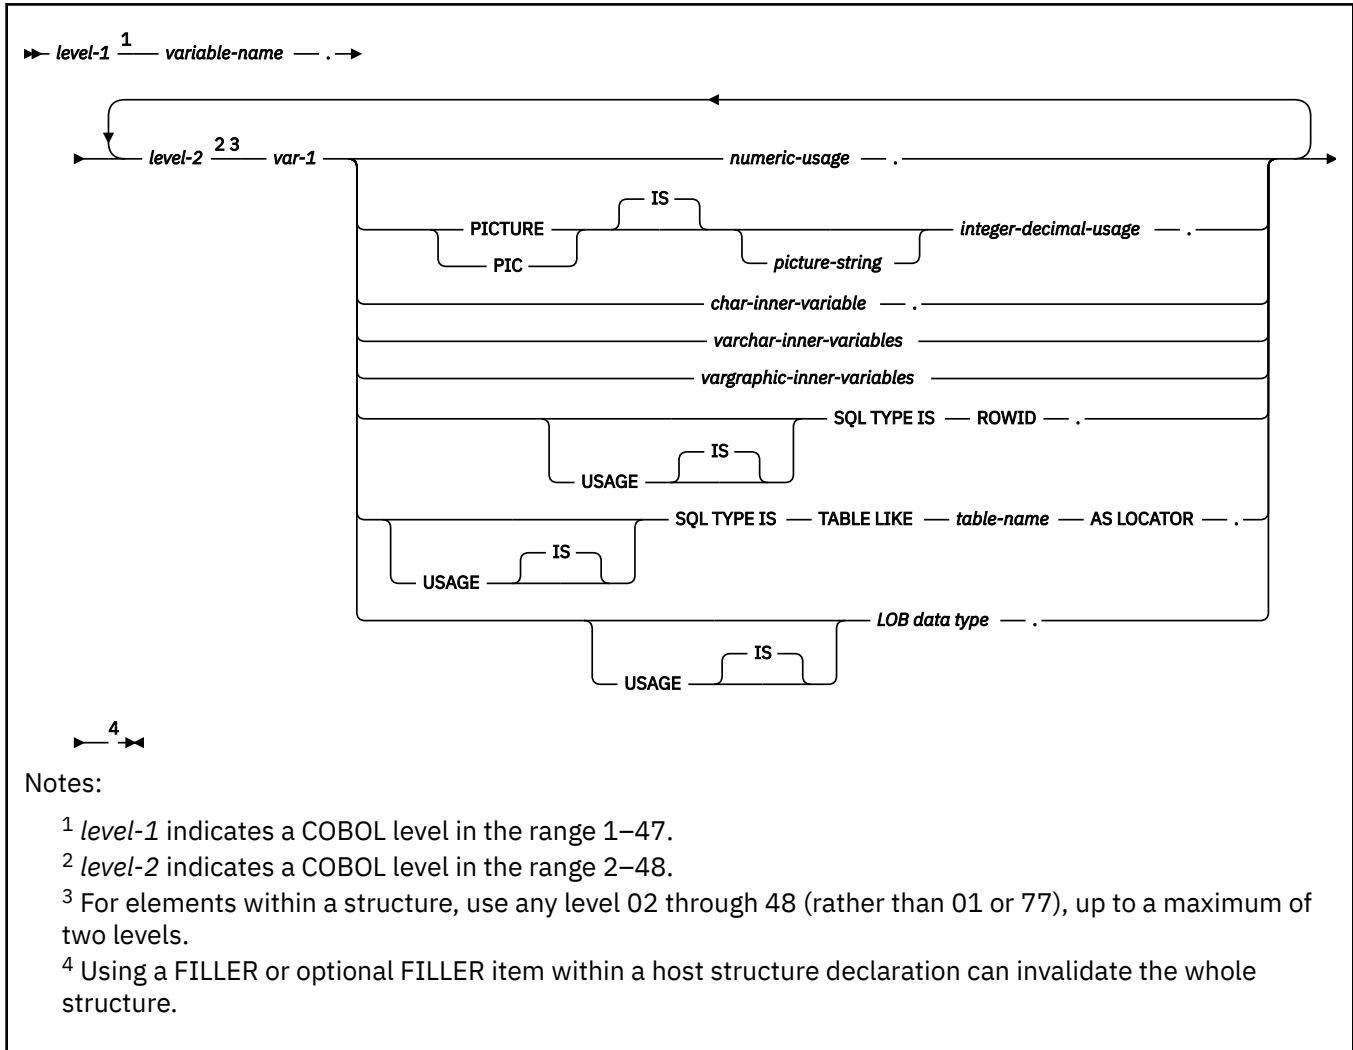 level-1 1 variable-name .
level-2 2 3 var-1 numeric-usage .
IS
PICTURE integer-decimal-usage .
PIC picture-string
char-inner-variable .
varchar-inner-variables
vargraphic-inner-variables
SQL TYPE IS ROWID .
IS
USAGE
SQL TYPE IS TABLE LIKE table-name AS LOCATOR .
IS
USAGE
LOB data type .
IS
USAGE
4
Notes:
1 level-1 indicates a COBOL level in the range 1–47.
2 level-2 indicates a COBOL level in the range 2–48.
3 For elements within a structure, use any level 02 through 48 (rather than 01 or 77), up to a maximum of
two levels.
4 Using a FILLER or optional FILLER item within a host structure declaration can invalidate the whole
structure.